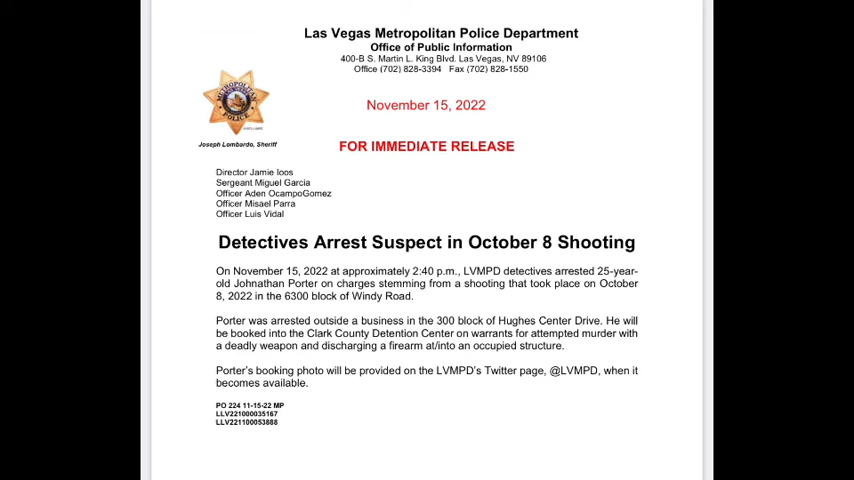 Las Vegas Metropolitan Police Department
Office of Public Information
400-B S. Martin L. King Blvd. Las Vegas, NV 89106
Office (702) 828-3394 Fax (702) 828-1550
November 15, 2022
METROPOLITAN
POLICE
Joseph Lombardo, Sheriff
FOR IMMEDIATE RELEASE
Director Jamie Ioos
Sergeant Miguel Garcia
Officer Aden OcampoGomez
Officer Misael Parra
Officer Luis Vidal
Detectives Arrest Suspect in October 8 Shooting
On November 15, 2022 at approximately 2:40 p.m., LVMPD detectives arrested 25-year-
old Johnathan Porter on charges stemming from a shooting that took place on October
8, 2022 in the 6300 block of Windy Road.
Porter was arrested outside a business in the 300 block of Hughes Center Drive. He will
be booked into the Clark County Detention Center on warrants for attempted murder with
a deadly weapon and discharging a firearm at/into an occupied structure.
Porter's booking photo will be provided on the LVMPD's Twitter page, @LVMPD, when it
becomes available.
PO 224 11-15-22 MP
LLV221000035167
LLV221100053888